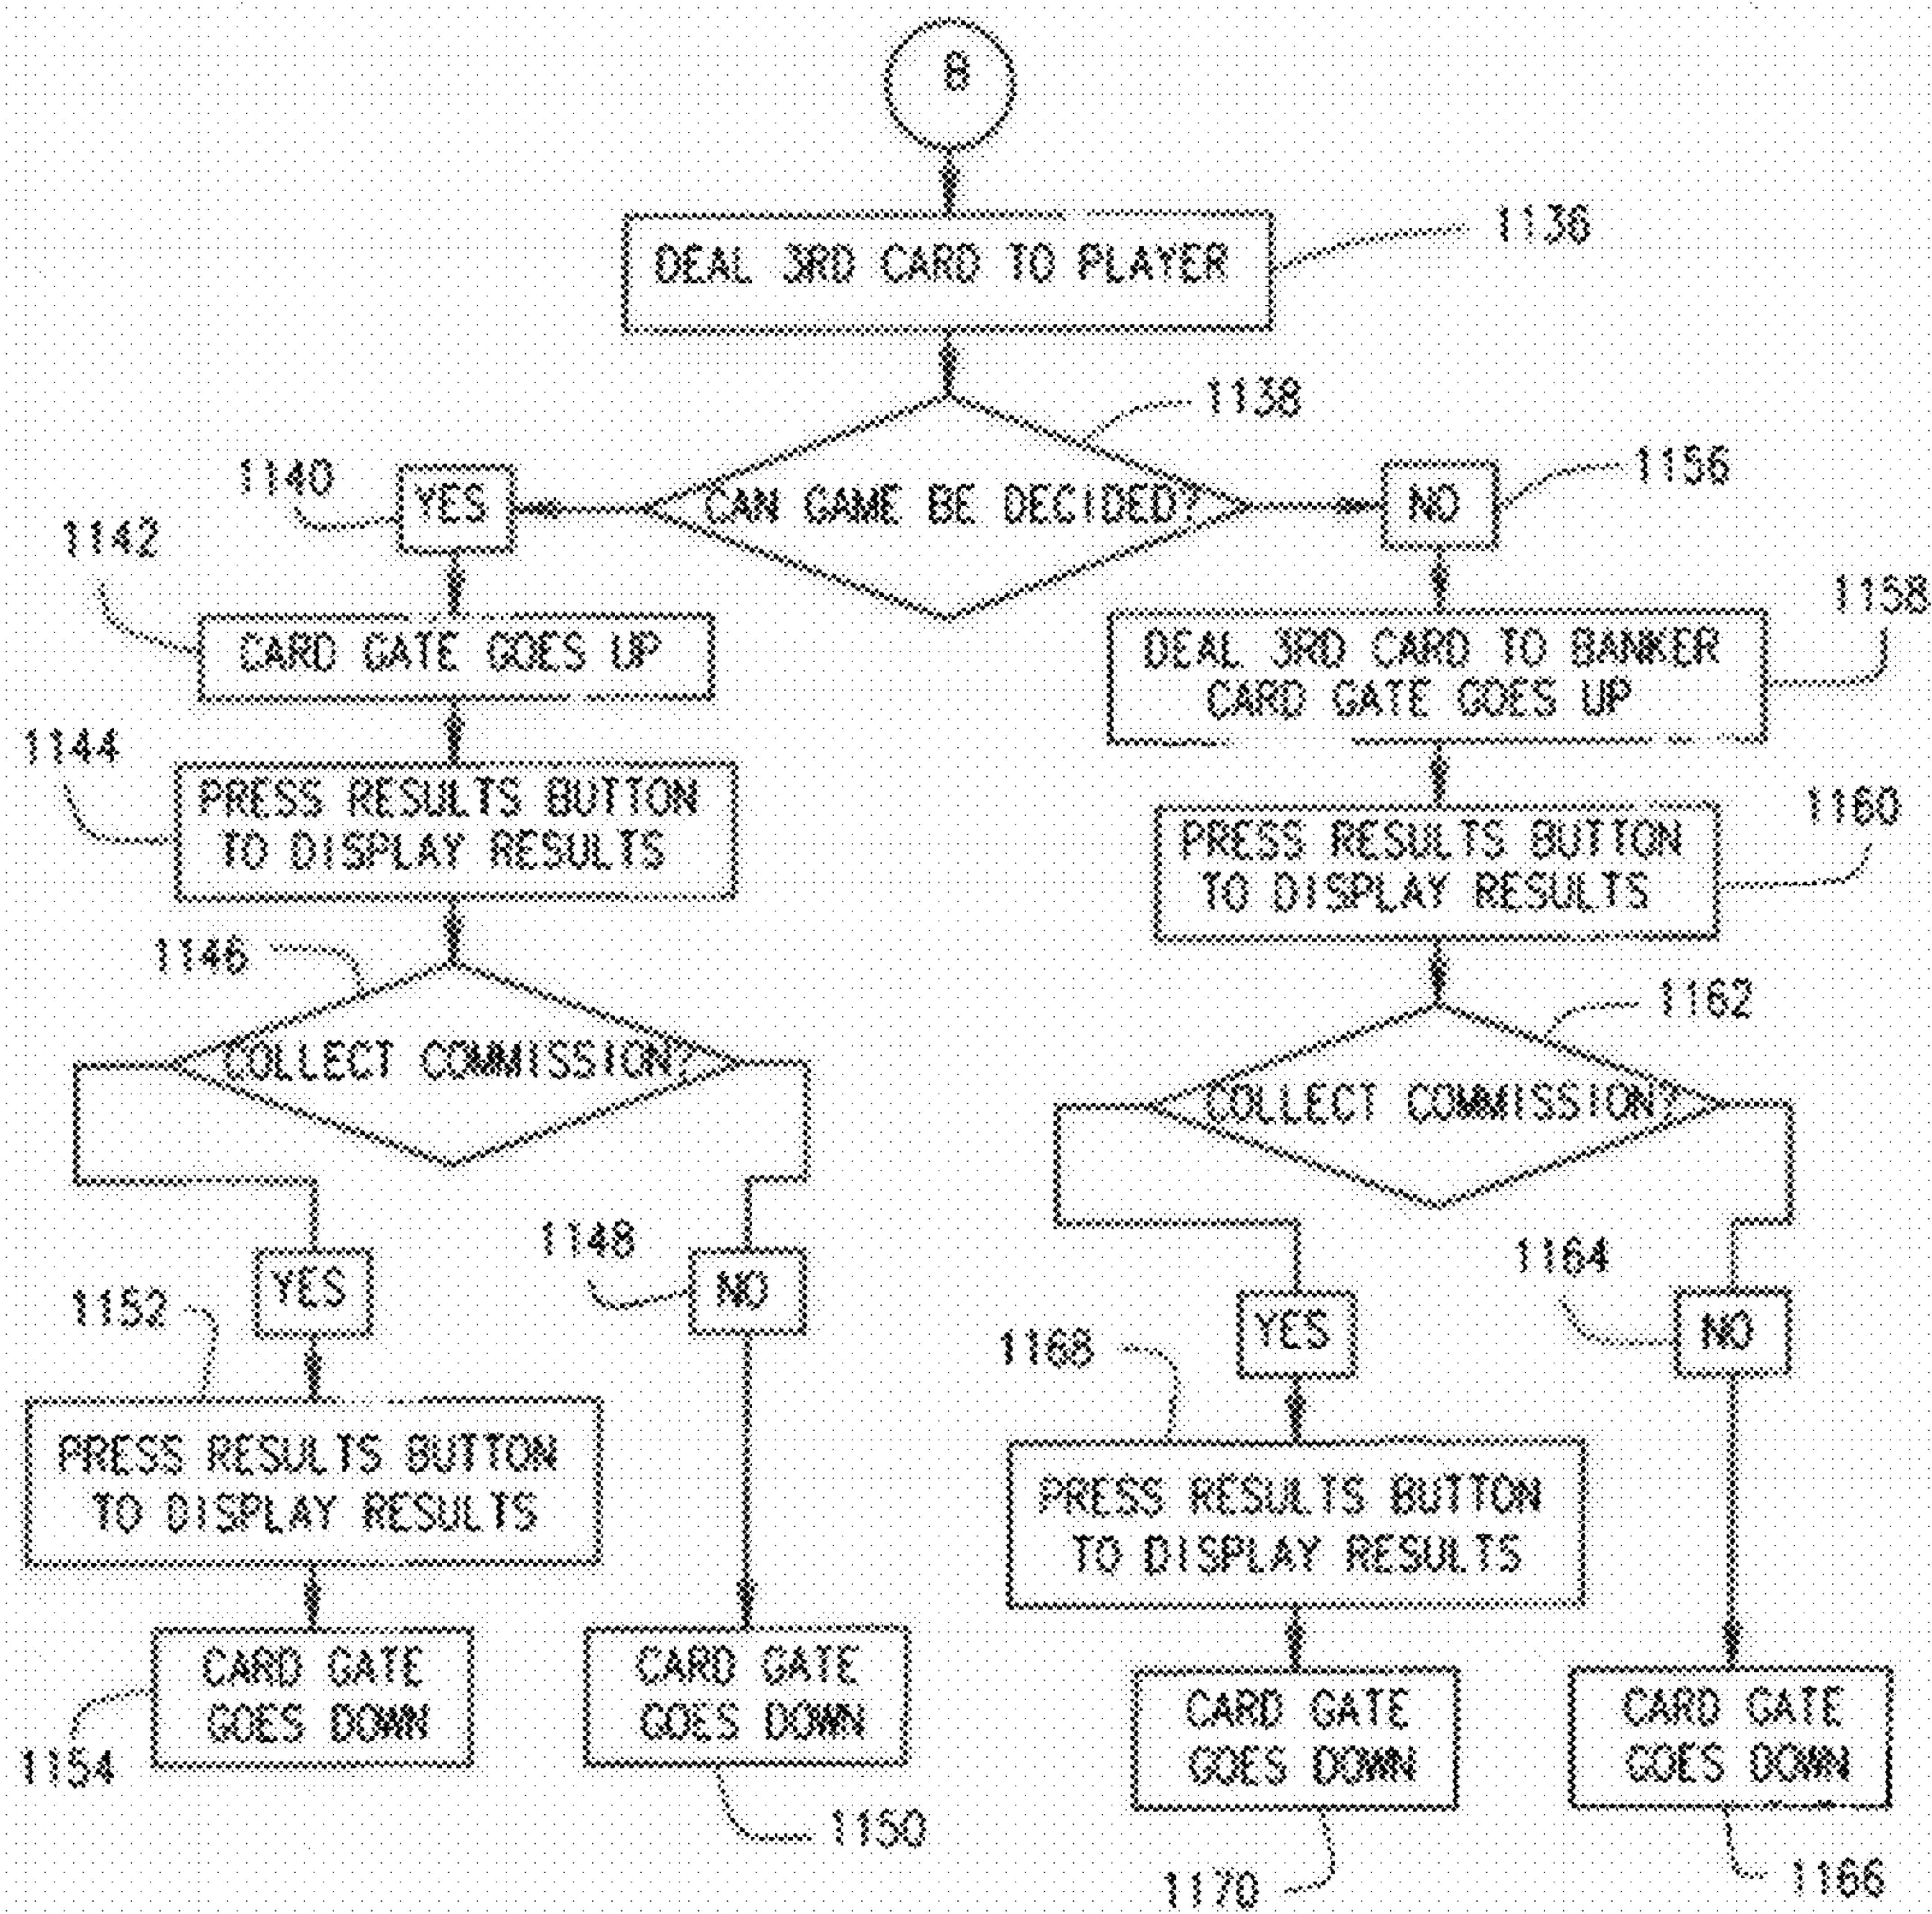 B
DEAL 3RD CARD TO PLAYER
1136
1138
CAN GAME BE DECIDED?
1140
YES
NO
1156
1142
CARD GATE GOES UP
1158
DEAL 3RD CARD TO BANKER
CARD GATE GOES UP
1144
PRESS RESULTS BUTTON
TO DISPLAY RESULTS
1160
PRESS RESULTS BUTTON
TO DISPLAY RESULTS
1146
COLLECT COMMISSION?
1162
COLLECT COMMISSION?
YES
1148
NO
1152
PRESS RESULTS BUTTON
TO DISPLAY RESULTS
YES
1164
NO
1168
PRESS RESULTS BUTTON
TO DISPLAY RESULTS
CARD GATE
GOES DOWN
1154
CARD GATE
GOES DOWN
1150
CARD GATE
GOES DOWN
1170
CARD GATE
GOES DOWN
1166